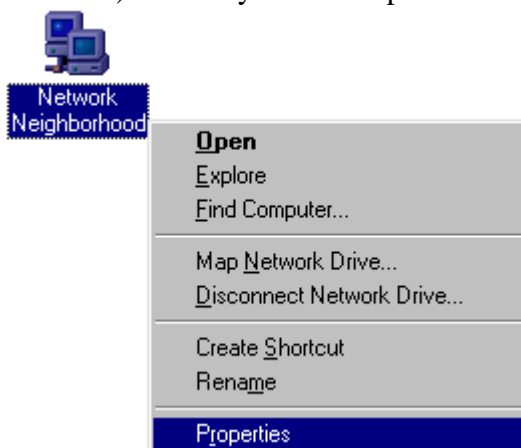 Network
Neighborhood
Open
Explore
Find Computer...
Map Network Drive...
Disconnect Network Drive...
Create Shortcut
Rename
Properties